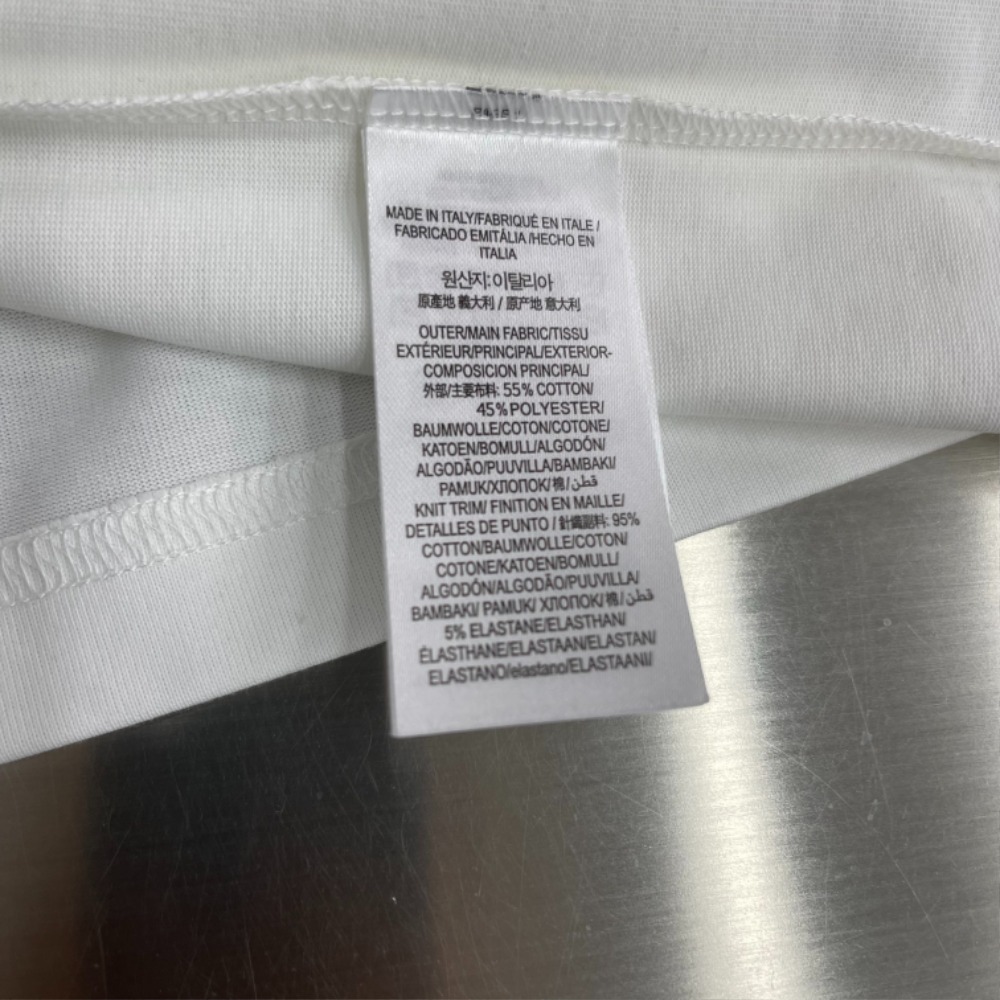 MADE IN ITALY/FABRIQUÉ EN ITALE /
FABRICADO EMITÁLIA /HECHO EN
ITALIA
원산지:이탈리아
原產地 義大利 / 原产地 意大利
OUTER/MAIN FABRIC/TISSU
EXTÉRIEUR/PRINCIPAL/EXTERIOR-
COMPOSICION PRINCIPAL/
外部/主要布料: 55% COTTON/
45% POLYESTER/
BAUMWOLLE/COTON/COTONE/
KATOEN/BOMULL/ALGODÓN/
ALGODÃO/PUUVILLA/BAMBAKI/
PAMUK/ХЛОПОК/棉/قطن
KNIT TRIM/ FINITION EN MAILLE/
DETALLES DE PUNTO / 針織副料: 95%
COTTON/BAUMWOLLE/COTON/
COTONE/KATOEN/BOMULL/
ALGODÓN/ALGODÃO/PUUVILLA/
BAMBAKI/ PAMUK/ ХЛОПОК/ 棉/قطن
5% ELASTANE/ELASTHAN/
ÉLASTHANE/ELASTAAN/ELASTAN/
ELASTANO/elastano/ELASTAANI/